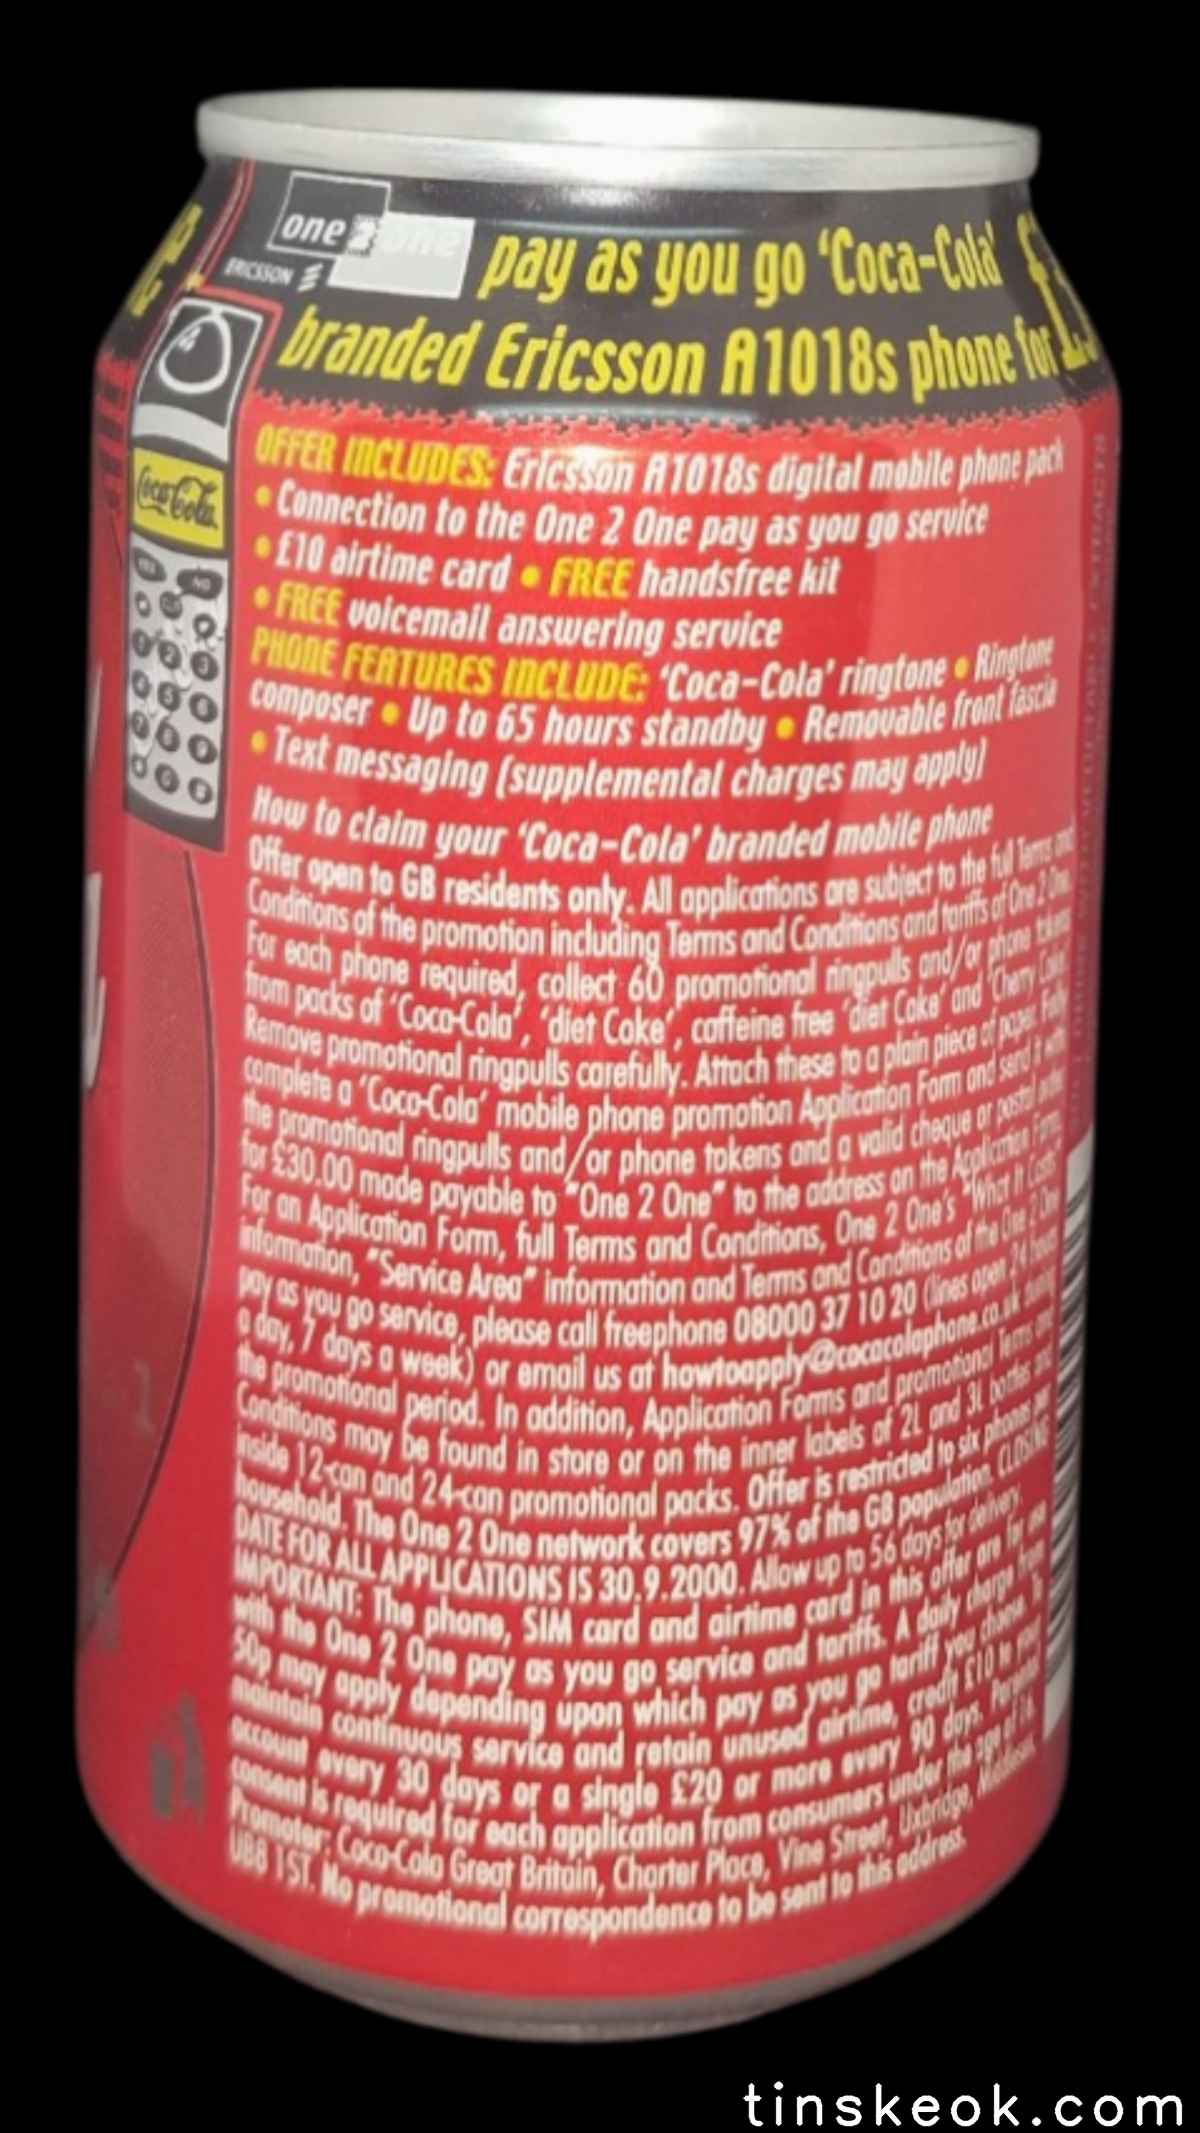 one 2 one
ERICSSON
pay as you go 'Coca-Cola'
branded Ericsson A1018s phone for
Coca-Cola
YES NO
OFFER INCLUDES: Ericsson A1018s digital mobile phone pack
• Connection to the One 2 One pay as you go service
• £10 airtime card • FREE handsfree kit
• FREE voicemail answering service
PHONE FEATURES INCLUDE: 'Coca-Cola' ringtone • Ringtone
composer • Up to 65 hours standby • Removable front fascia
• Text messaging (supplemental charges may apply)
How to claim your 'Coca-Cola' branded mobile phone
Offer open to GB residents only. All applications are subject to the full Terms and
Conditions of the promotion including Terms and Conditions and tariffs of One 2 One.
For each phone required, collect 60 promotional ringpulls and/or phone tokens
from packs of 'Coca-Cola', 'diet Coke', caffeine free 'diet Coke' and 'Cherry Coke'.
Remove promotional ringpulls carefully. Attach these to a plain piece of paper. Fully
complete a 'Coca-Cola' mobile phone promotion Application Form and send it with
the promotional ringpulls and/or phone tokens and a valid cheque or postal order
for £30.00 made payable to "One 2 One" to the address on the Application Form.
For an Application Form, full Terms and Conditions, One 2 One's "What It Costs"
information, "Service Area" information and Terms and Conditions of the One 2 One
pay as you go service, please call freephone 08000 37 10 20 (lines open 24 hours
a day, 7 days a week) or email us at howtoapply@cocacolaphone.co.uk during
the promotional period. In addition, Application Forms and promotional Terms and
Conditions may be found in store or on the inner labels of 2L and 3L bottles and
inside 12-can and 24-can promotional packs. Offer is restricted to six phones per
household. The One 2 One network covers 97% of the GB population. CLOSING
DATE FOR ALL APPLICATIONS IS 30.9.2000. Allow up to 56 days for delivery.
IMPORTANT: The phone, SIM card and airtime card in this offer are for use
with the One 2 One pay as you go service and tariffs. A daily charge from
50p may apply depending upon which pay as you go tariff you choose. To
maintain continuous service and retain unused airtime, credit £10 to your
account every 30 days or a single £20 or more every 90 days. Parental
consent is required for each application from consumers under the age of 16.
Promoter: Coca-Cola Great Britain, Charter Place, Vine Street, Uxbridge, Middlesex,
UB8 1ST. No promotional correspondence to be sent to this address.
tinskeok.com